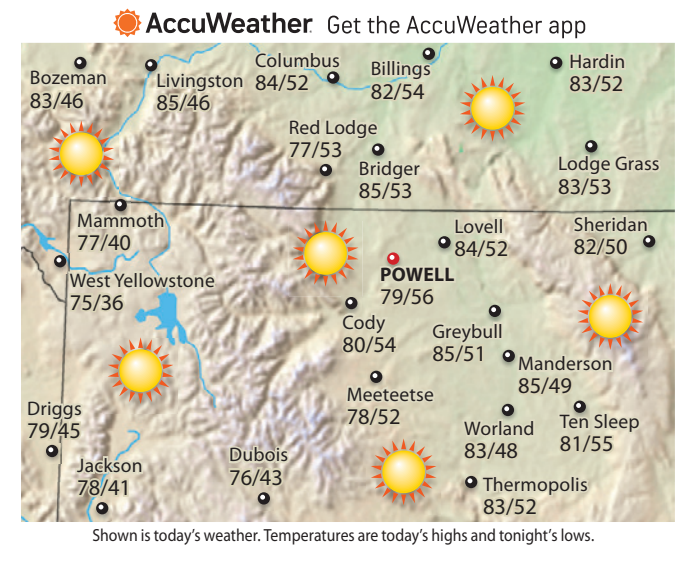 AccuWeather. Get the AccuWeather app
Bozeman
83/46
Livingston
85/46
Columbus
84/52
Billings
82/54
Hardin
83/52
Red Lodge
77/53
Bridger
85/53
Lodge Grass
83/53
Mammoth
77/40
Lovell
84/52
Sheridan
82/50
West Yellowstone
75/36
POWELL
79/56
Cody
80/54
Greybull
85/51
Manderson
85/49
Meeteetse
78/52
Driggs
79/45
Worland
83/48
Ten Sleep
81/55
Jackson
78/41
Dubois
76/43
Thermopolis
83/52
Shown is today's weather. Temperatures are today's highs and tonight's lows.